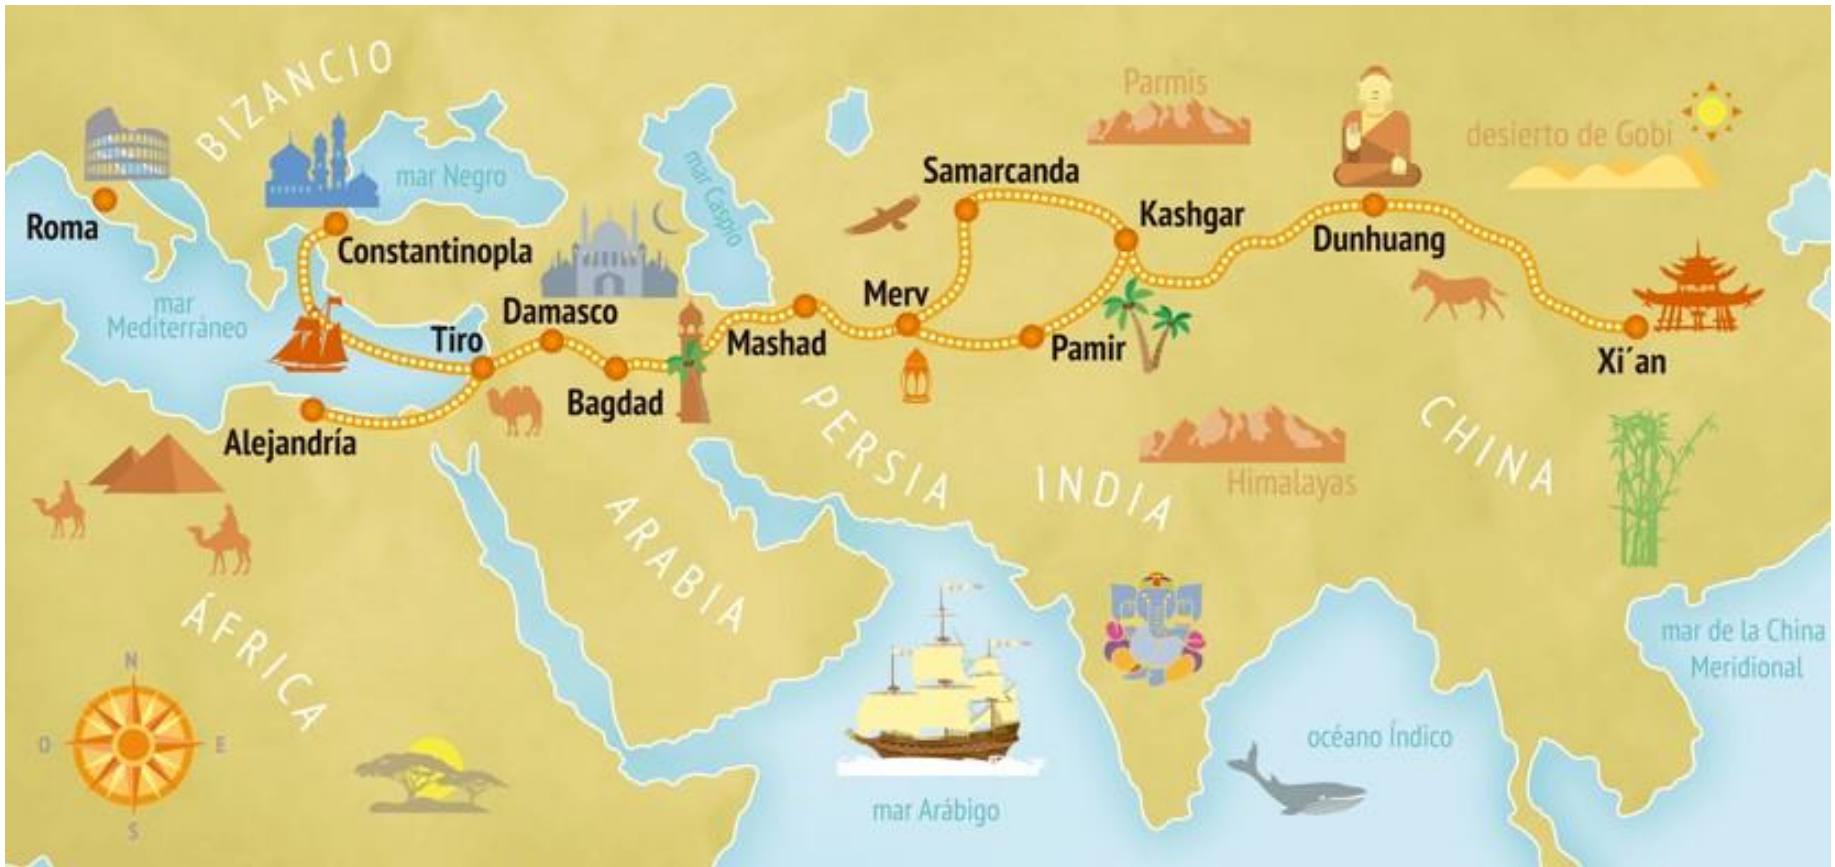 BIZANCIO
Parmis
desierto de Gobi
mar Negro
mar Caspio
Samarcanda
Kashgar
Roma
Constantinopla
Dunhuang
mar
Mediterráneo
Damasco
Merv
Tiro
Mashad
Pamir
Xi´an
Bagdad
Alejandría
PERSIA
INDIA
Himalayas
CHINA
ARABIA
ÁFRICA
mar de la China
Meridional
N
O
E
S
océano Índico
mar Arábigo